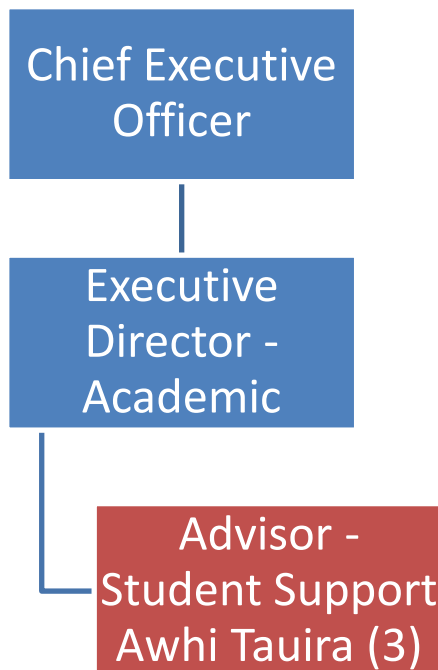 Chief Executive
Officer
Executive
Director -
Academic
Advisor -
Student Support
Awhi Tauira (3)